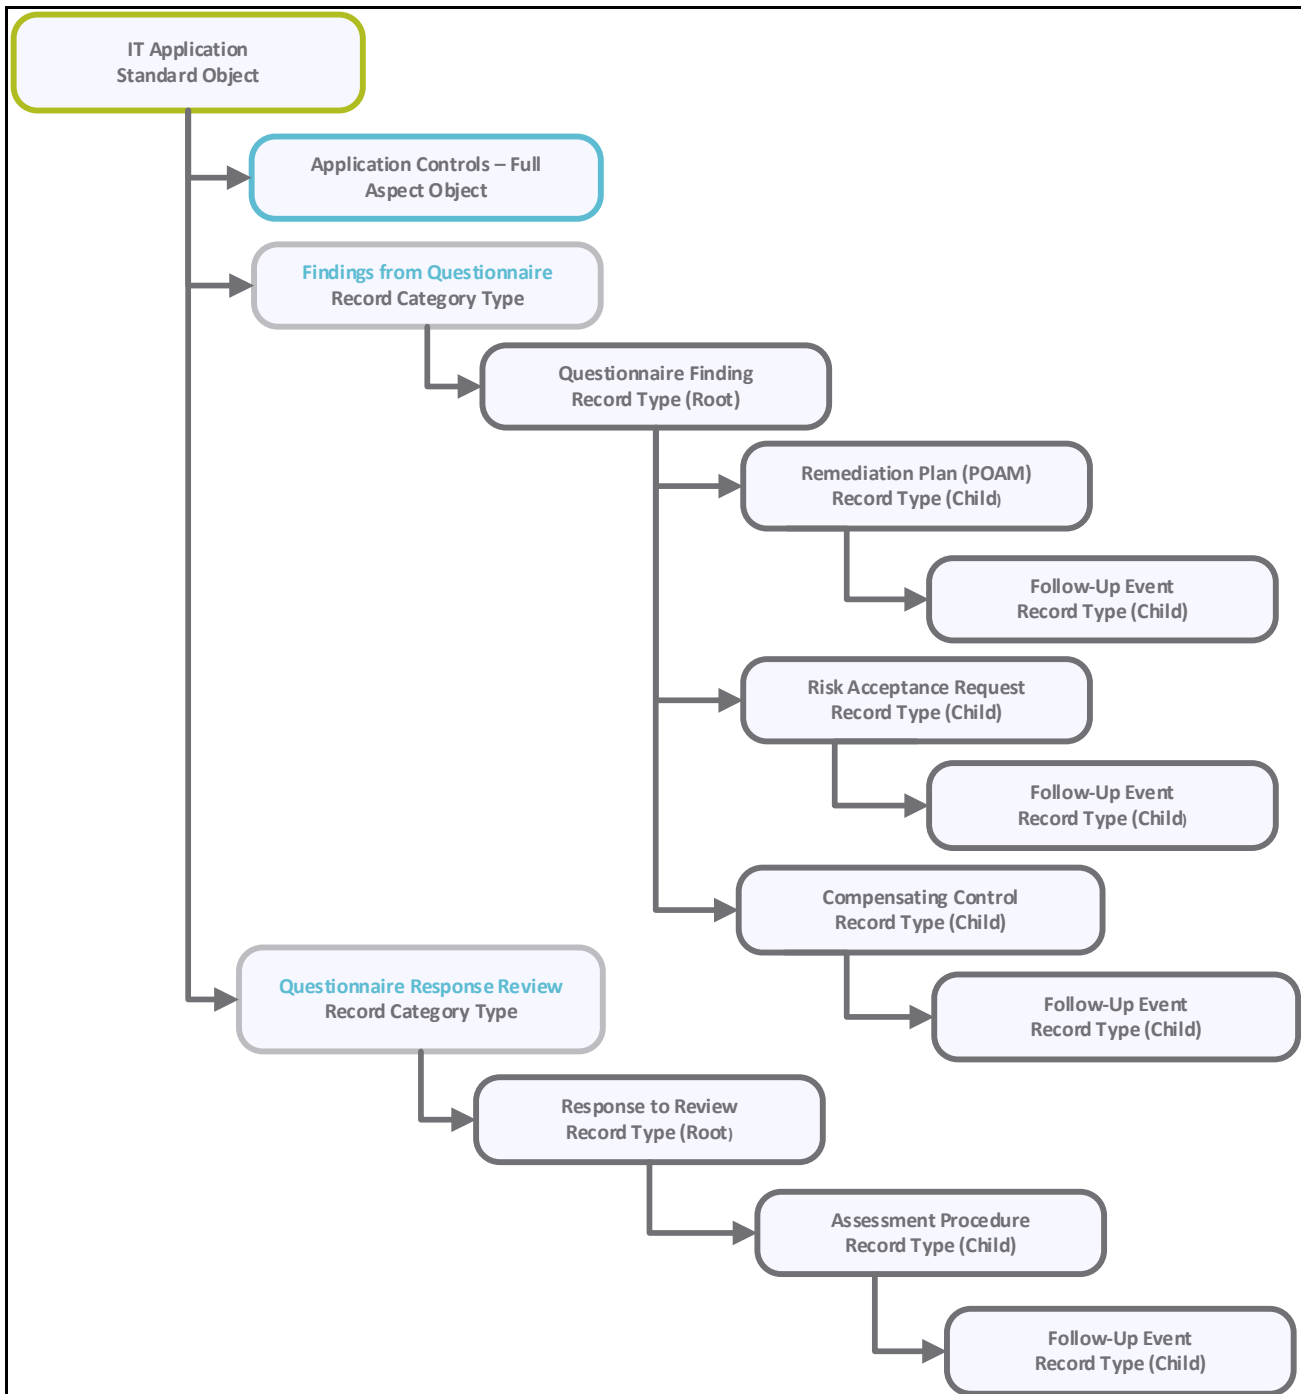 IT Application
Standard Object
Application Controls – Full
Aspect Object
Findings from Questionnaire
Record Category Type
Questionnaire Finding
Record Type (Root)
Remediation Plan (POAM)
Record Type (Child)
Follow-Up Event
Record Type (Child)
Risk Acceptance Request
Record Type (Child)
Follow-Up Event
Record Type (Child)
Compensating Control
Record Type (Child)
Follow-Up Event
Record Type (Child)
Questionnaire Response Review
Record Category Type
Response to Review
Record Type (Root)
Assessment Procedure
Record Type (Child)
Follow-Up Event
Record Type (Child)